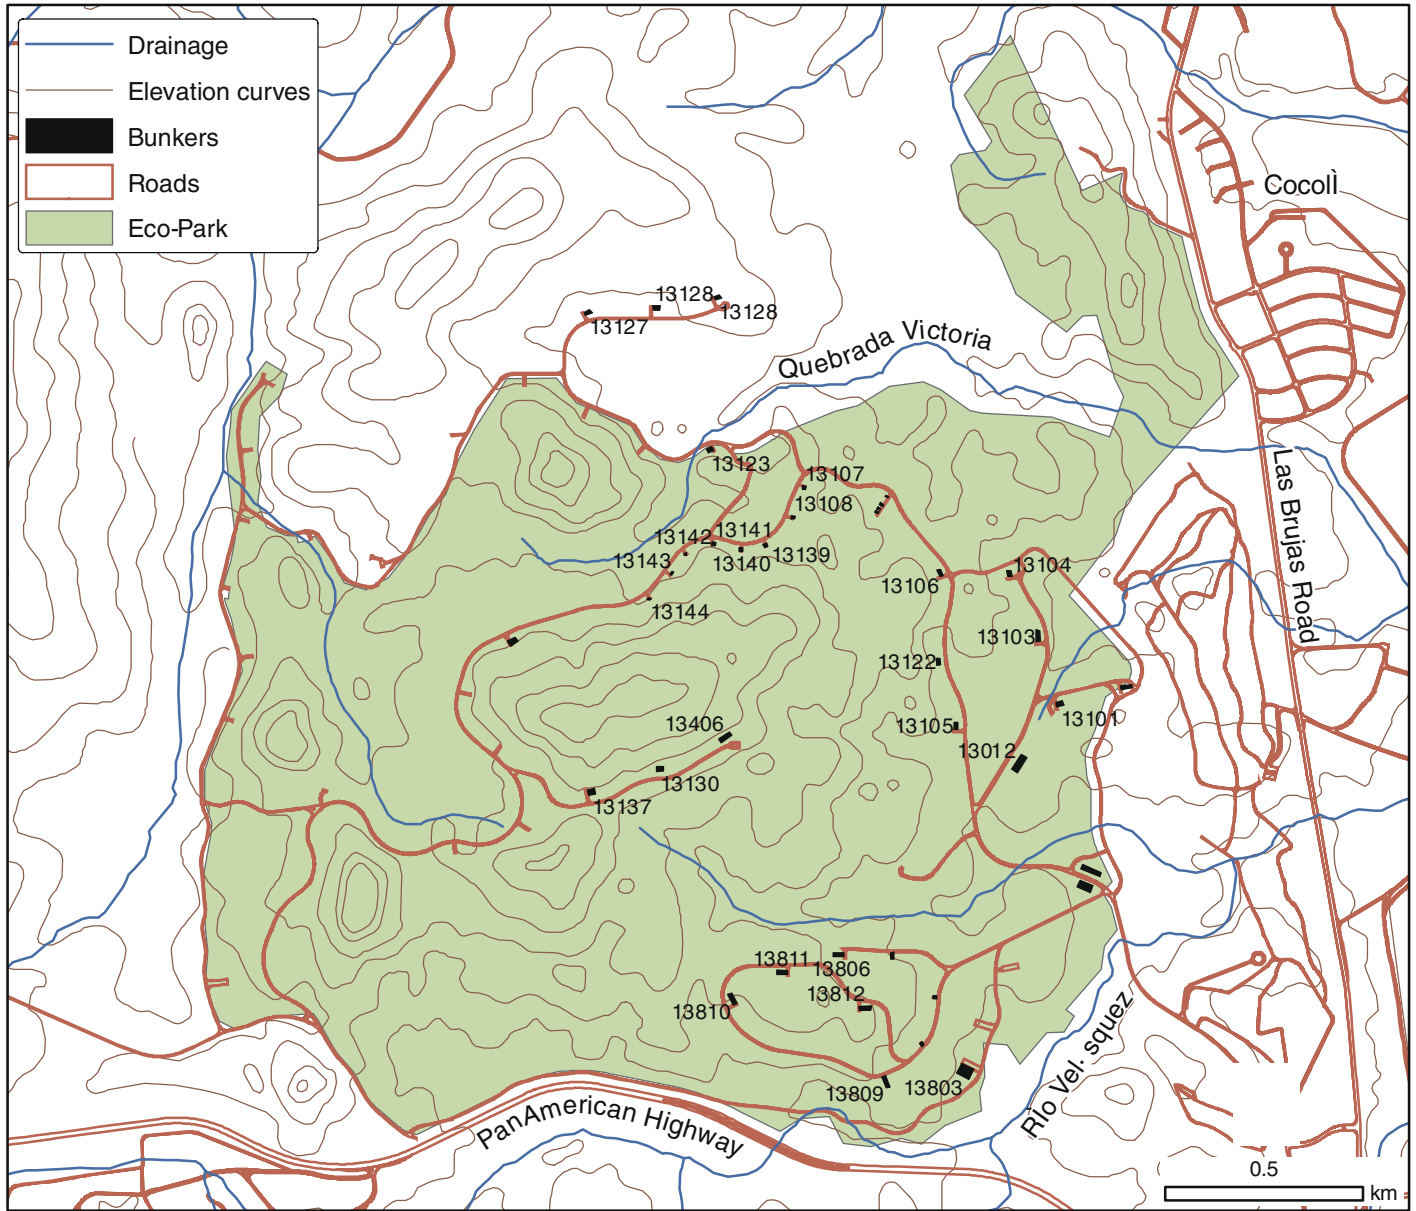 Drainage
Elevation curves
Bunkers
Roads
Eco-Park
CocolÌ
13128
13127
13128
Quebrada Victoria
13123
13107
13108
13142
13141
13143
13140
13139
13144
13106
13104
13103
13122
13101
13105
13012
13406
13130
13137
Las Brujas Road
13811
13806
13812
13810
13809
13803
RÌo Vel· squez
PanAmerican Highway
0.5
km